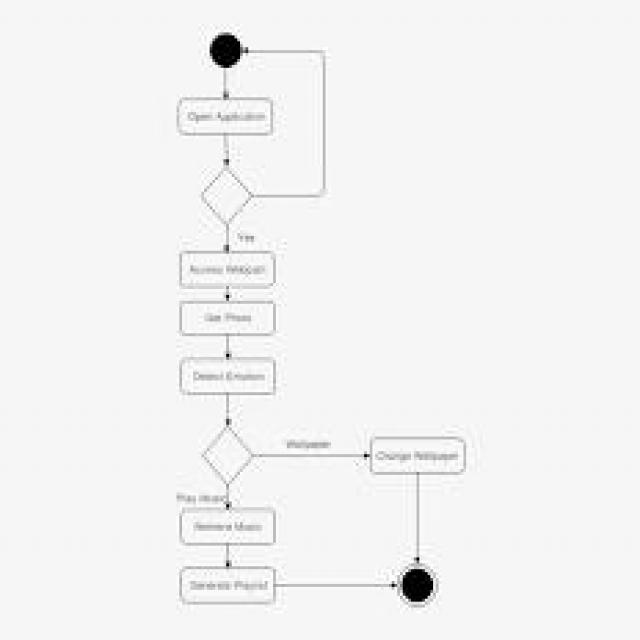 Open Application
Yes
Access Webcam
Get Photo
Detect Emotion
Wallpaper
Change Wallpaper
Play Music
Retrieve Music
Generate Playlist